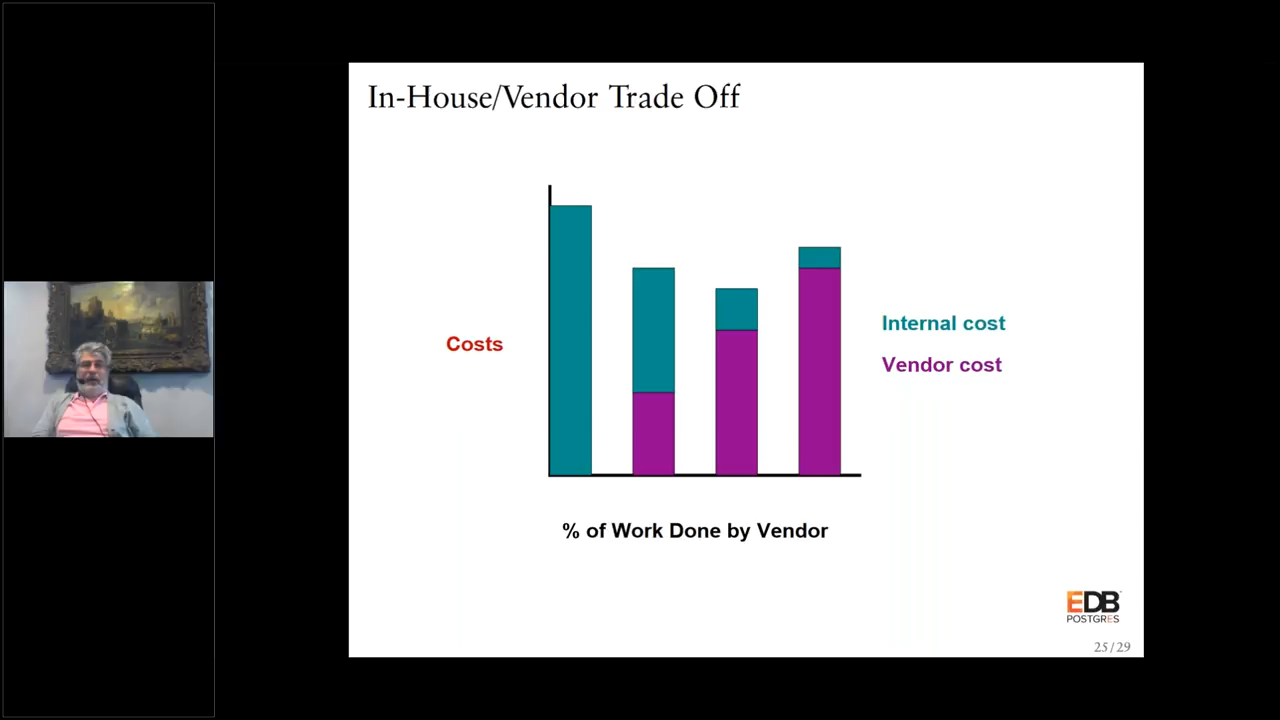 In-House/Vendor Trade Off
Costs
Internal cost
Vendor cost
% of Work Done by Vendor
EDB
POSTGRES
25/29